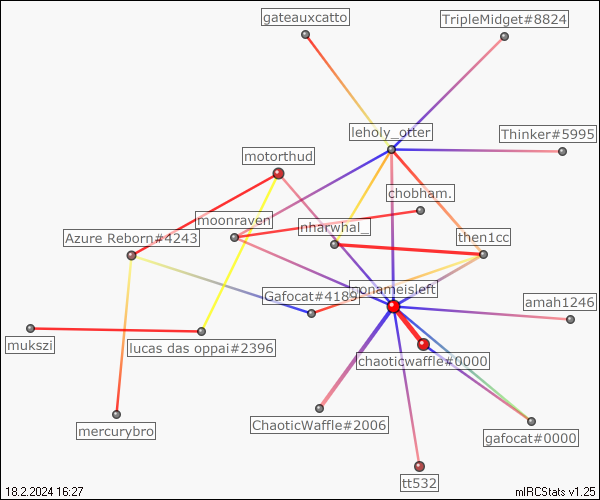 gateauxcatto
TripleMidget#8824
leholy_otter
Thinker#5995
motorthud
chobham.
moonraven
nharwhal_
Azure Reborn#4243
then1cc
Gafocat#4189
nonameisleft
amah1246
mukszi
lucas das oppai#2396
chaoticwaffle#0000
ChaoticWaffle#2006
mercurybro
gafocat#0000
tt532
18.2.2024 16:27
mIRCStats v1.25